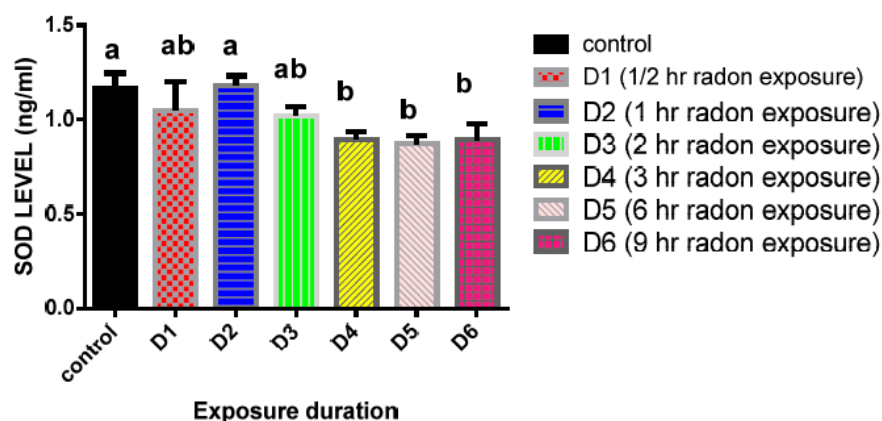 SOD LEVEL (ng/ml)
1.5
1.0
0.5
0.0
a
ab
a
ab
b
b
b
control
D1
D2
D3
D4
D5
D6
Exposure duration
control
D1 (1/2 hr radon exposure)
D2 (1 hr radon exposure)
D3 (2 hr radon exposure)
D4 (3 hr radon exposure)
D5 (6 hr radon exposure)
D6 (9 hr radon exposure)